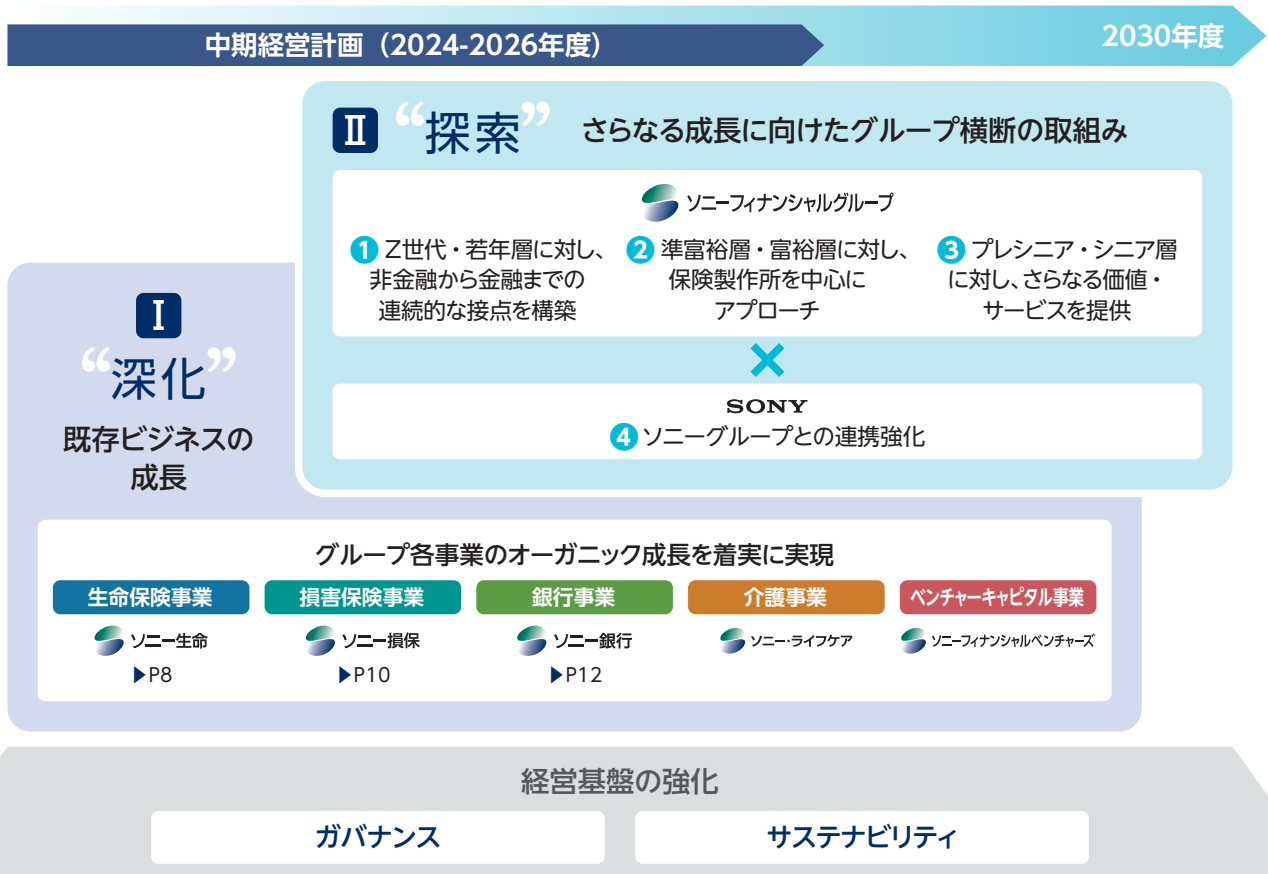 中期経営計画（2024-2026年度）
2030年度
Ⅱ “探索” さらなる成長に向けたグループ横断の取組み
ソニーフィナンシャルグループ
❶ Z世代・若年層に対し、
非金融から金融までの
連続的な接点を構築
❷ 準富裕層・富裕層に対し、
保険製作所を中心に
アプローチ
❸ プレシニア・シニア層
に対し、さらなる価値・
サービスを提供
×
SONY
❹ ソニーグループとの連携強化
Ⅰ
“深化”
既存ビジネスの
成長
グループ各事業のオーガニック成長を着実に実現
生命保険事業
ソニー生命
▶P8
損害保険事業
ソニー損保
▶P10
銀行事業
ソニー銀行
▶P12
介護事業
ソニー・ライフケア
ベンチャーキャピタル事業
ソニーフィナンシャルベンチャーズ
経営基盤の強化
ガバナンス
サステナビリティ